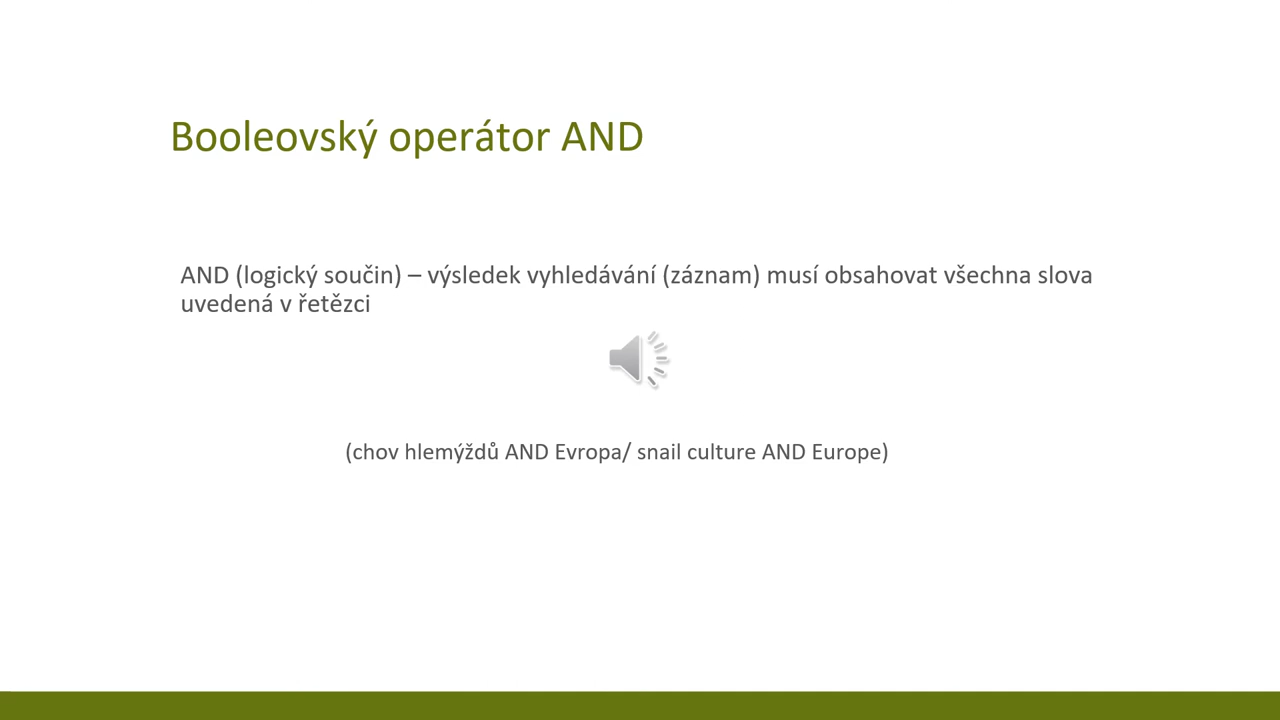 Booleovský operátor AND
AND (logický součin) – výsledek vyhledávání (záznam) musí obsahovat všechna slova
uvedená v řetězci
(chov hlemýždů AND Evropa/ snail culture AND Europe)